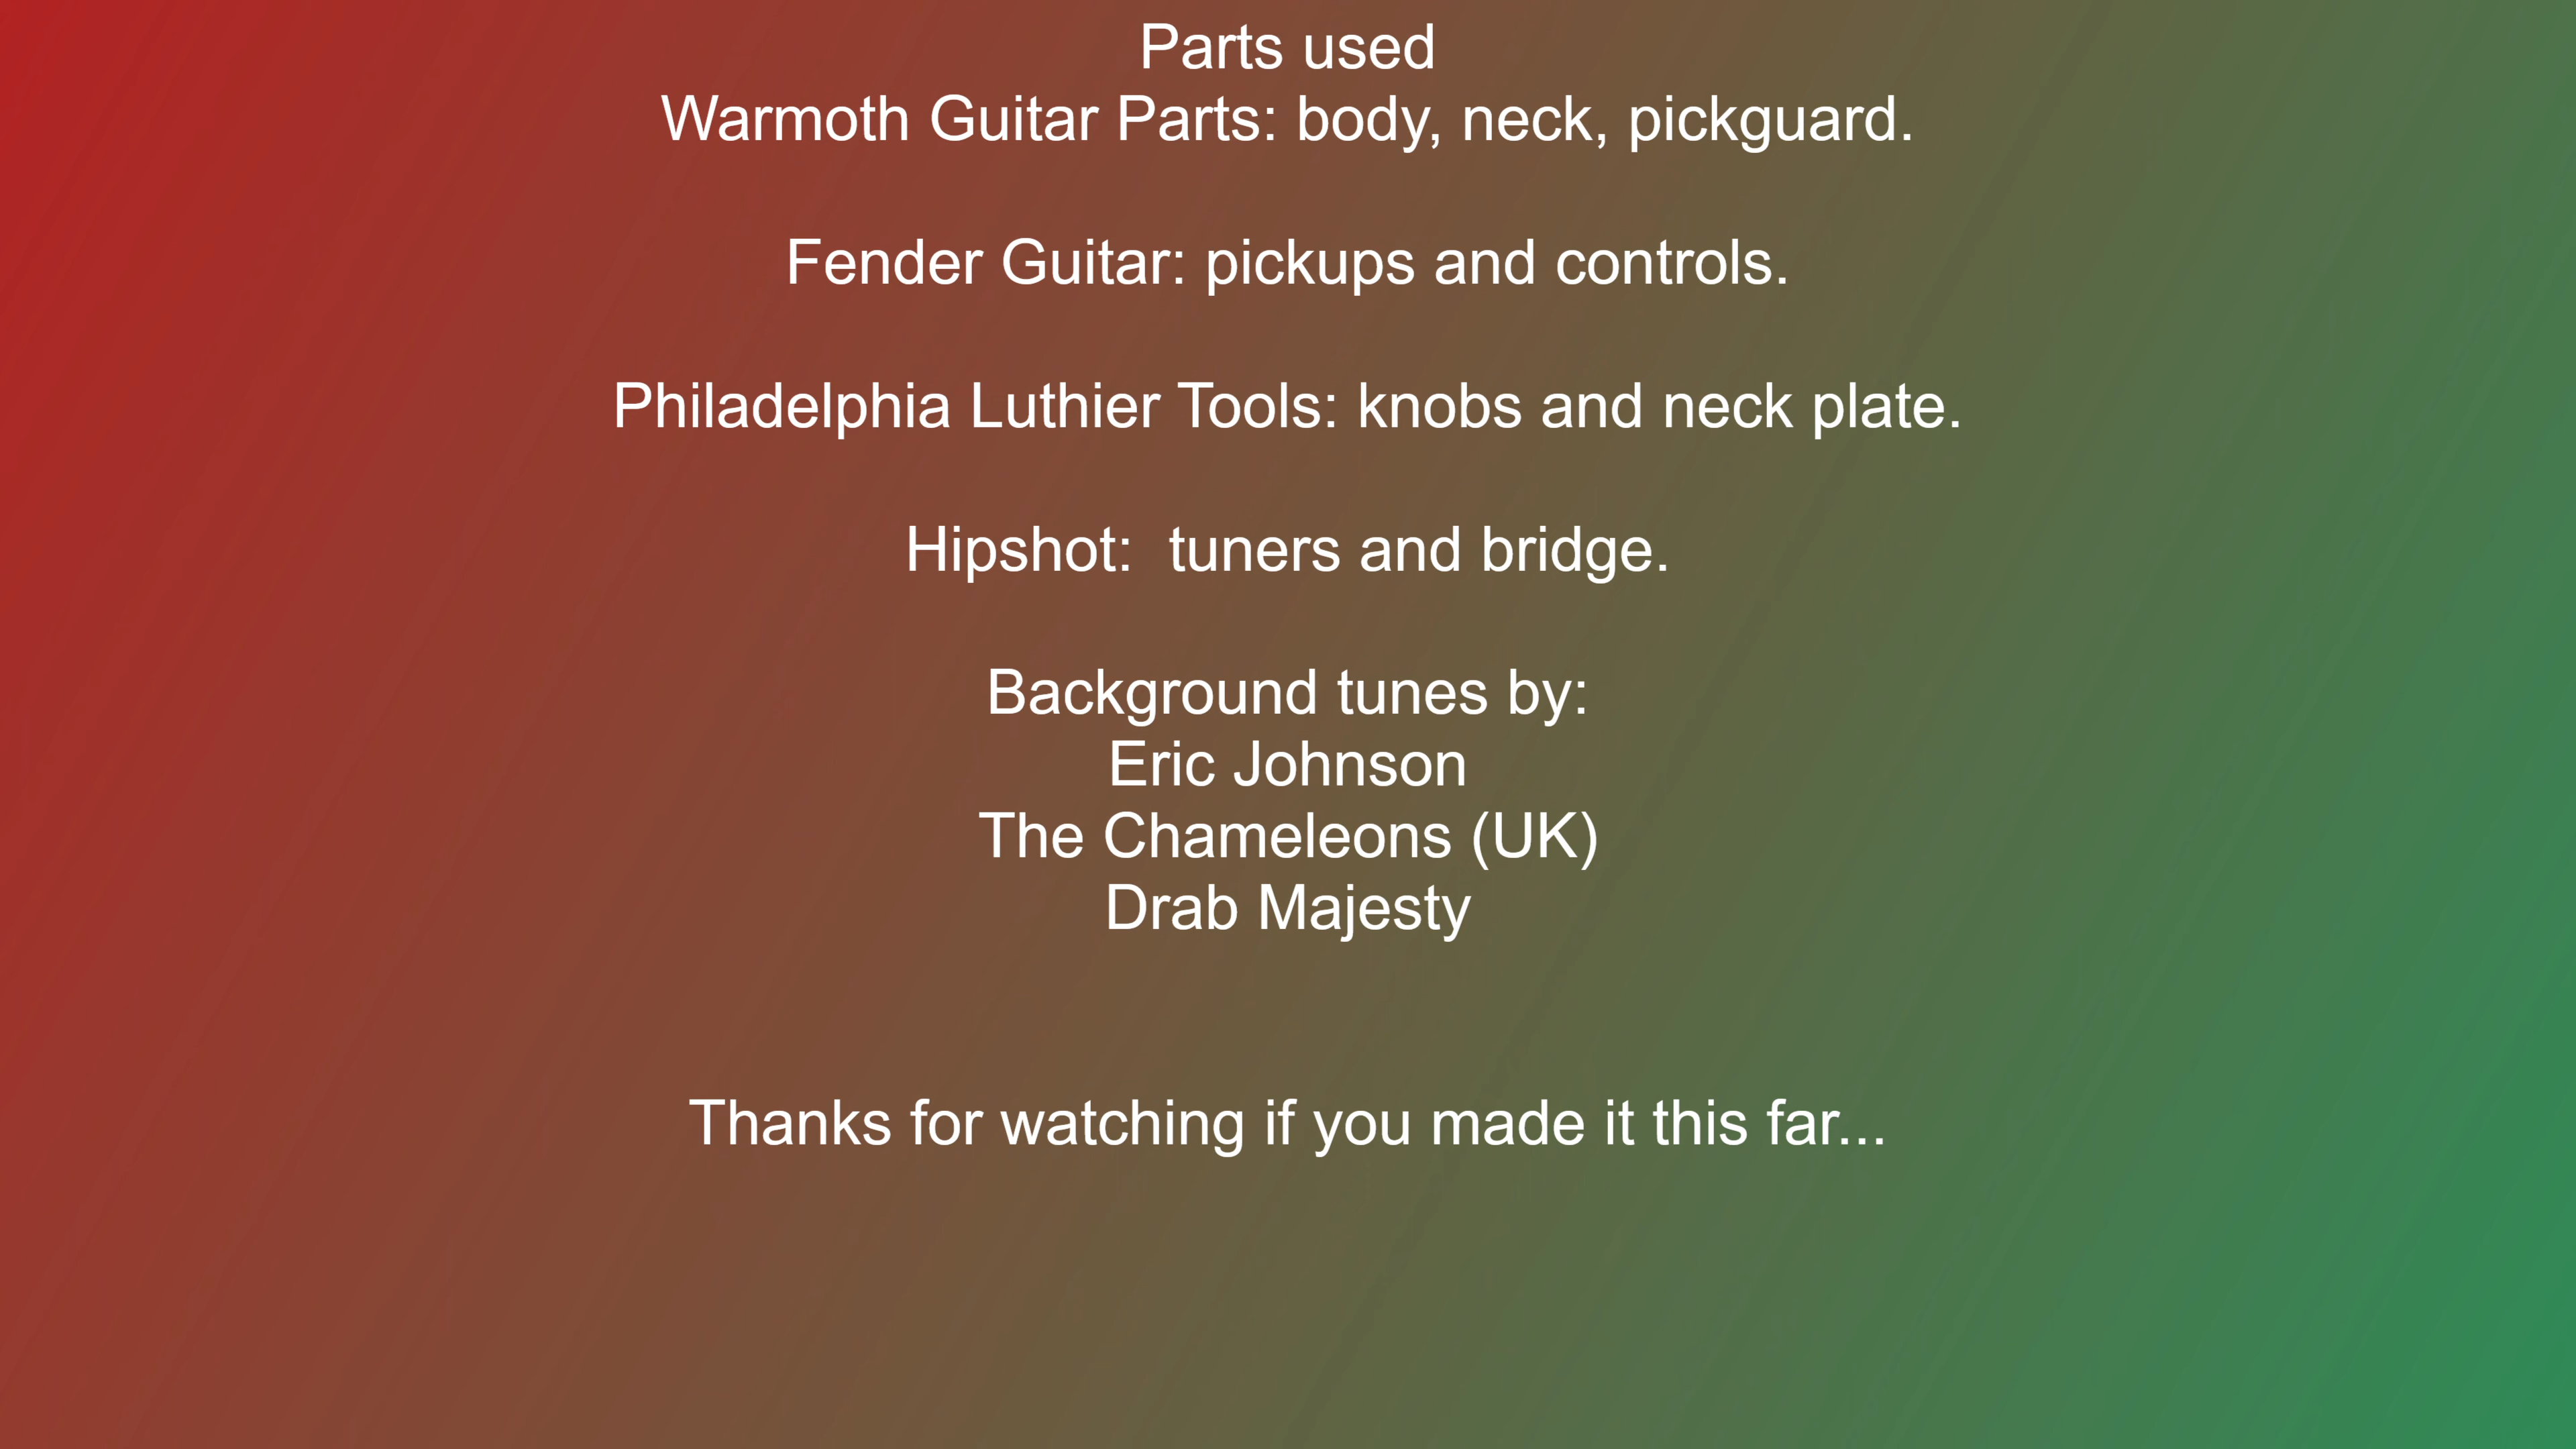 Parts used
Warmoth Guitar Parts: body, neck, pickguard.
Fender Guitar: pickups and controls.
Philadelphia Luthier Tools: knobs and neck plate.
Hipshot:  tuners and bridge.
Background tunes by:
Eric Johnson
The Chameleons (UK)
Drab Majesty
Thanks for watching if you made it this far...